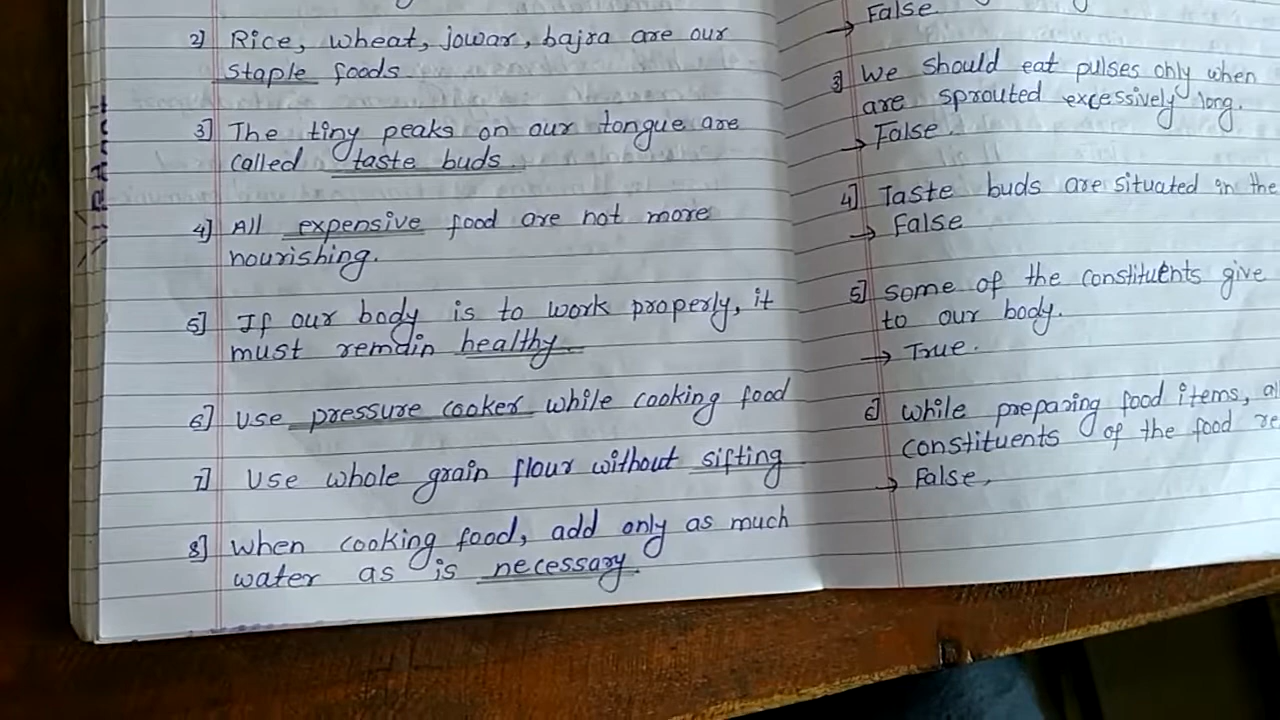 2] Rice, wheat, jowar, bajra are our
staple foods
3] The tiny peaks on our tongue are
called taste buds.
4] All expensive food are not more
nourishing.
5] If our body is to work properly, it
must remain healthy.
6] Use pressure cooker while cooking food
7] Use whole grain flour without sifting
8] When cooking food, add only as much
water as is necessary.
→ False
3] We should eat pulses only when
are sprouted excessively long.
→ False.
4] Taste buds are situated in the
→ False
5] some of the constituents give
to our body.
→ True.
6] while preparing food items,
constituents of the food
→ False,